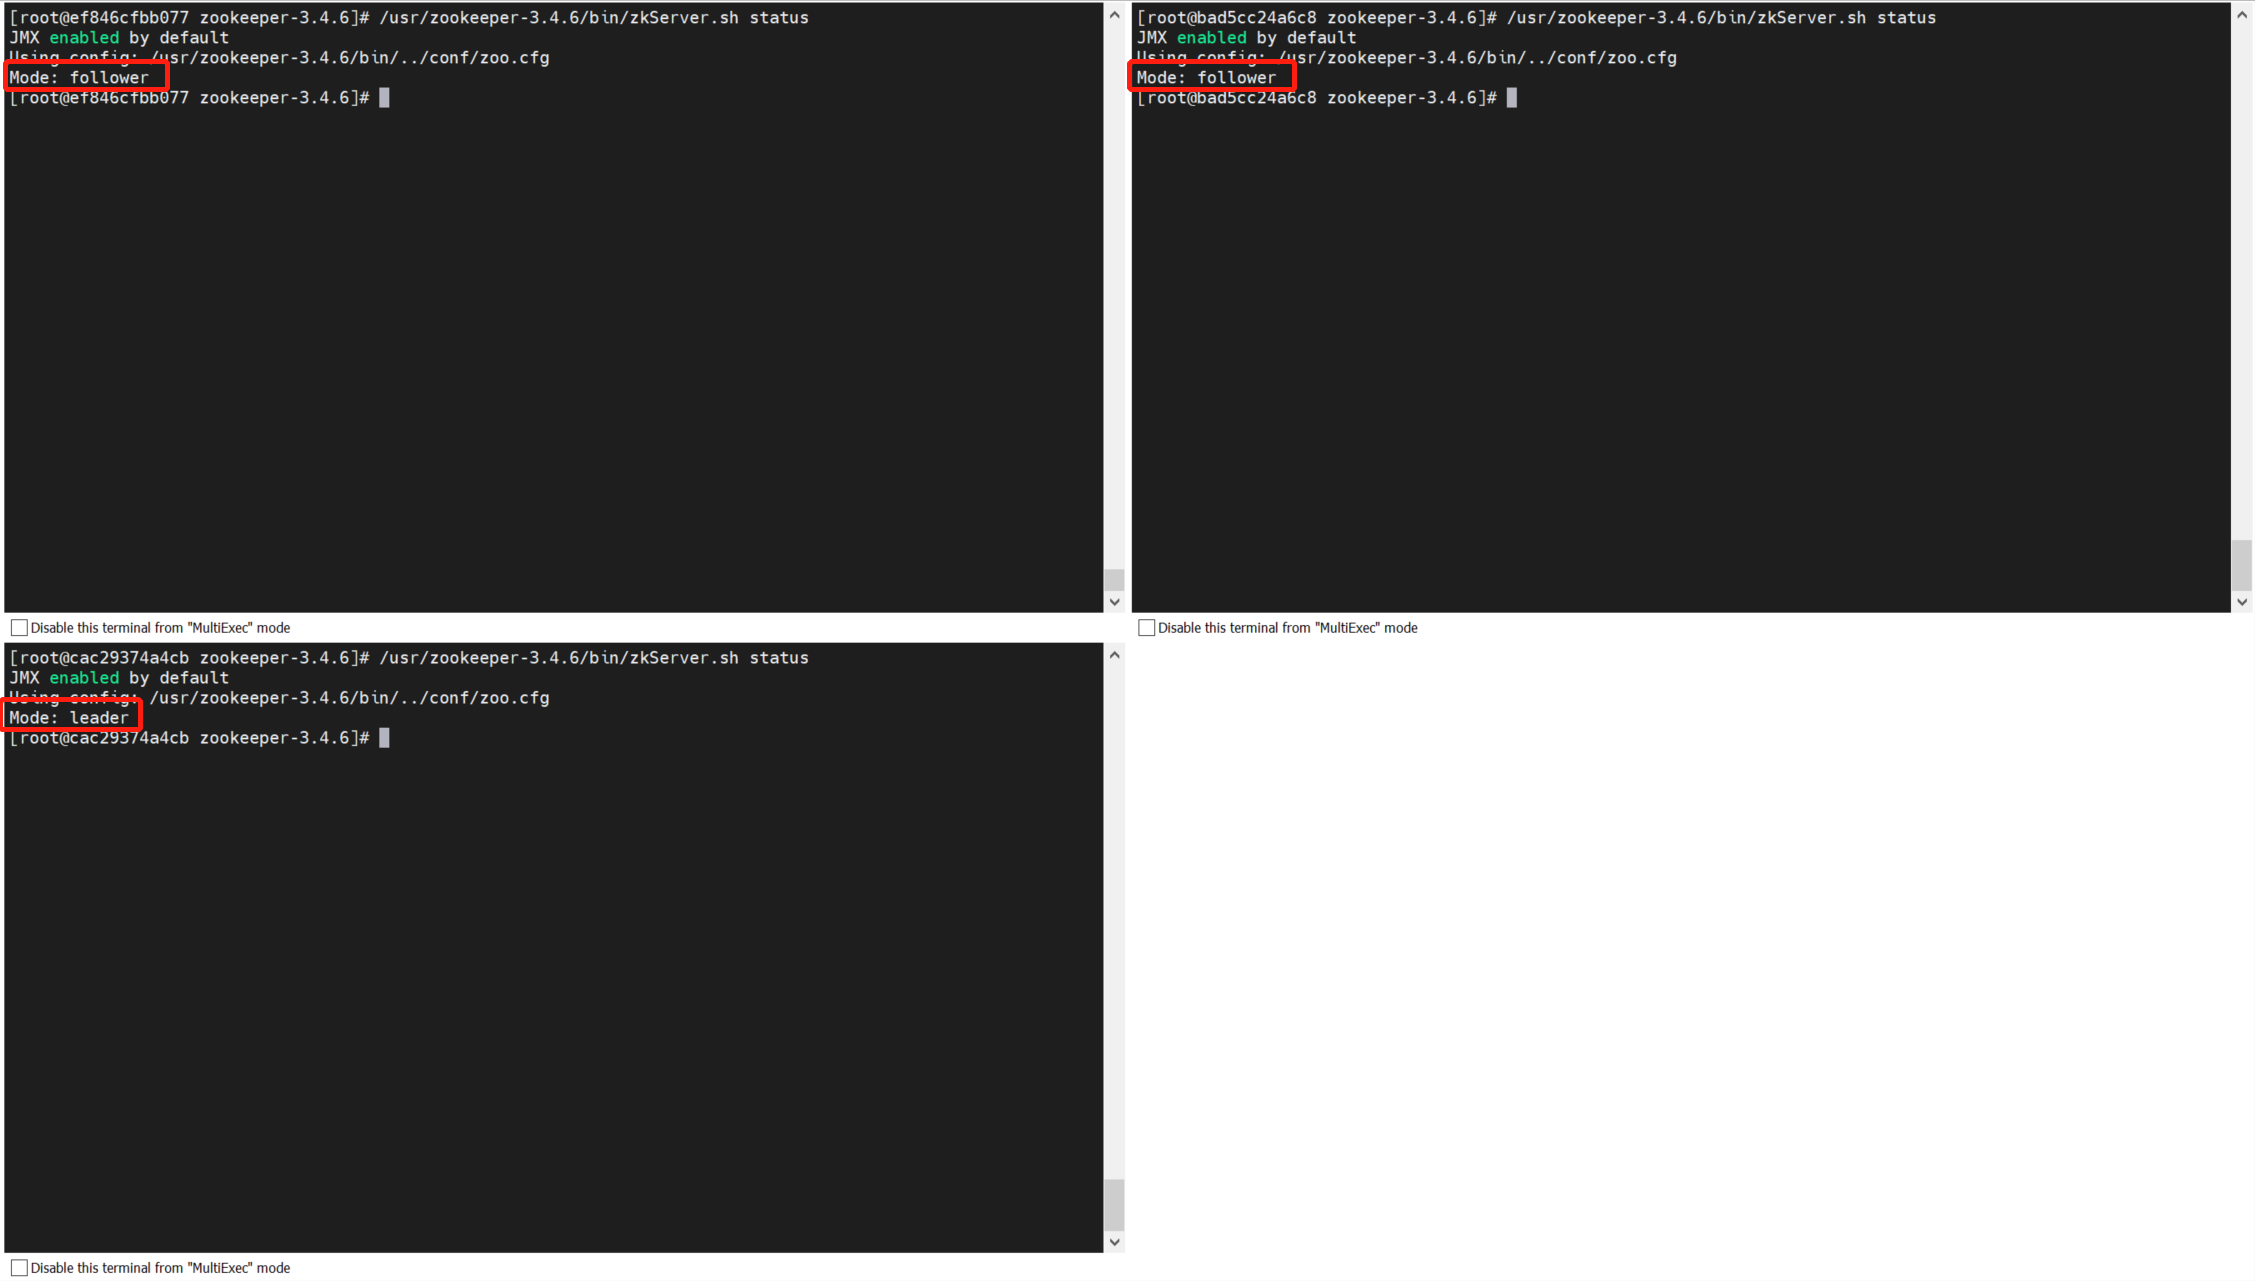 [root@ef846cfbb077 zookeeper-3.4.6]# /usr/zookeeper-3.4.6/bin/zkServer.sh status
JMX enabled by default
Using config: /usr/zookeeper-3.4.6/bin/../conf/zoo.cfg
Mode: follower
[root@ef846cfbb077 zookeeper-3.4.6]#
Disable this terminal from "MultiExec" mode
[root@bad5cc24a6c8 zookeeper-3.4.6]# /usr/zookeeper-3.4.6/bin/zkServer.sh status
JMX enabled by default
Using config: /usr/zookeeper-3.4.6/bin/../conf/zoo.cfg
Mode: follower
[root@bad5cc24a6c8 zookeeper-3.4.6]#
Disable this terminal from "MultiExec" mode
[root@cac29374a4cb zookeeper-3.4.6]# /usr/zookeeper-3.4.6/bin/zkServer.sh status
JMX enabled by default
Using config: /usr/zookeeper-3.4.6/bin/../conf/zoo.cfg
Mode: leader
[root@cac29374a4cb zookeeper-3.4.6]#
Disable this terminal from "MultiExec" mode